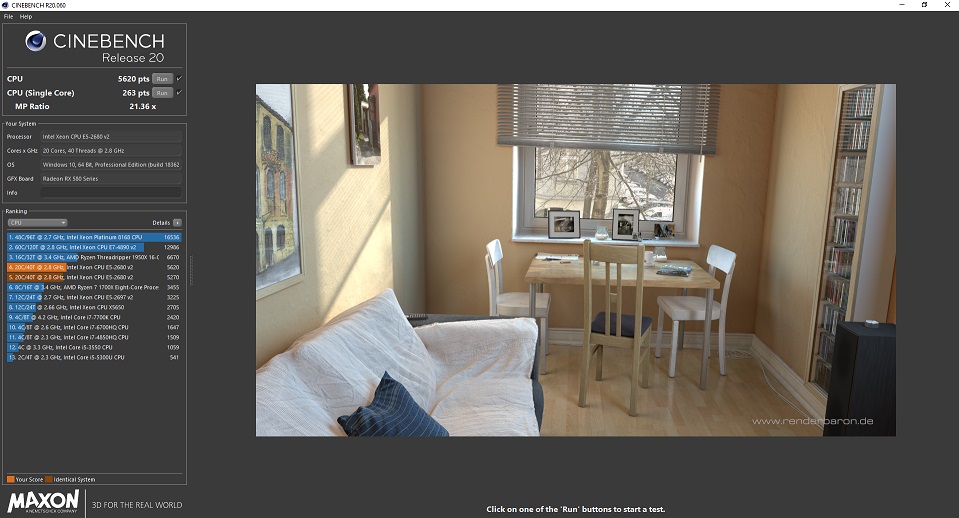 CINEBENCH R20.060
File Help
CINEBENCH
Release 20
CPU 5620 pts Run
CPU (Single Core) 263 pts Run
MP Ratio 21.36 x
Your System
Processor Intel Xeon CPU E5-2680 v2
Cores x GHz 20 Cores, 40 Threads @ 2.8 GHz
OS Windows 10, 64 Bit, Professional Edition (build 18362
GFX Board Radeon RX 580 Series
Info
Ranking
CPU Details +
1. 48C/96T @ 2.7 GHz, Intel Xeon Platinum 8168 CPU 16536
2. 60C/120T @ 2.8 GHz, Intel Xeon CPU E7-4890 v2 12986
3. 16C/32T @ 3.4 GHz, AMD Ryzen Threadripper 1950X 16-C 6670
4. 20C/40T @ 2.8 GHz, Intel Xeon CPU E5-2680 v2 5620
5. 20C/40T @ 2.8 GHz, Intel Xeon CPU E5-2680 v2 5270
6. 8C/16T @ 3.4 GHz, AMD Ryzen 7 1700X Eight-Core Proce 3455
7. 12C/24T @ 2.7 GHz, Intel Xeon CPU E5-2697 v2 3225
8. 12C/24T @ 2.66 GHz, Intel Xeon CPU X5650 2705
9. 4C/8T @ 4.2 GHz, Intel Core i7-7700K CPU 2420
10. 4C/8T @ 2.6 GHz, Intel Core i7-6700HQ CPU 1647
11. 4C/8T @ 2.3 GHz, Intel Core i7-4850HQ CPU 1509
12. 4C @ 3.3 GHz, Intel Core i5-3550 CPU 1059
13. 2C/4T @ 2.3 GHz, Intel Core i5-5300U CPU 541
www.renderbaron.de
Your Score Identical System
MAXON
A NEMETSCHEK COMPANY
3D FOR THE REAL WORLD
Click on one of the 'Run' buttons to start a test.